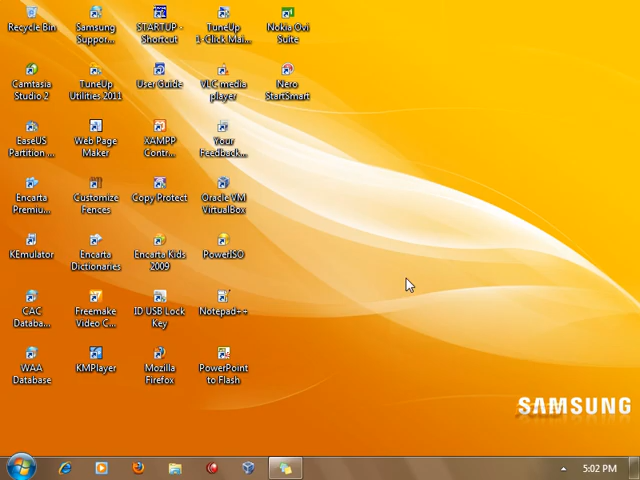 Recycle Bin
Samsung
Suppor...
STARTUP -
Shortcut
TuneUp
1-Click Mai...
Nokia Ovi
Suite
Camtasia
Studio 2
TuneUp
Utilities 2011
User Guide
VLC media
player
Nero
StartSmart
EaseUS
Partition ...
Web Page
Maker
XAMPP
Contr...
Your
Feedback...
Encarta
Premiu...
Customize
Fences
Copy Protect
Oracle VM
VirtualBox
KEmulator
Encarta
Dictionaries
Encarta Kids
2009
PowerISO
CAC
Databa...
Freemake
Video C...
ID USB Lock
Key
Notepad++
WAA
Database
KMPlayer
Mozilla
Firefox
PowerPoint
to Flash
SAMSUNG
5:02 PM